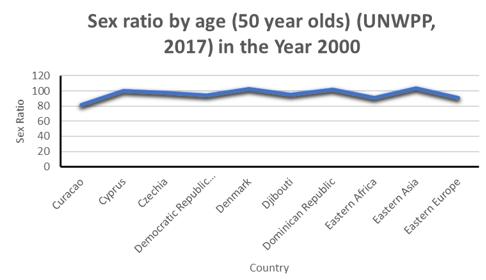 Sex ratio by age (50 year olds) (UNWPP,
2017) in the Year 2000
120
100
80
60
40
20
0
Sex Ratio
Curacao
Cyprus
Czechia
Democratic Republic...
Denmark
Djibouti
Dominican Republic
Eastern Africa
Eastern Asia
Eastern Europe
Country